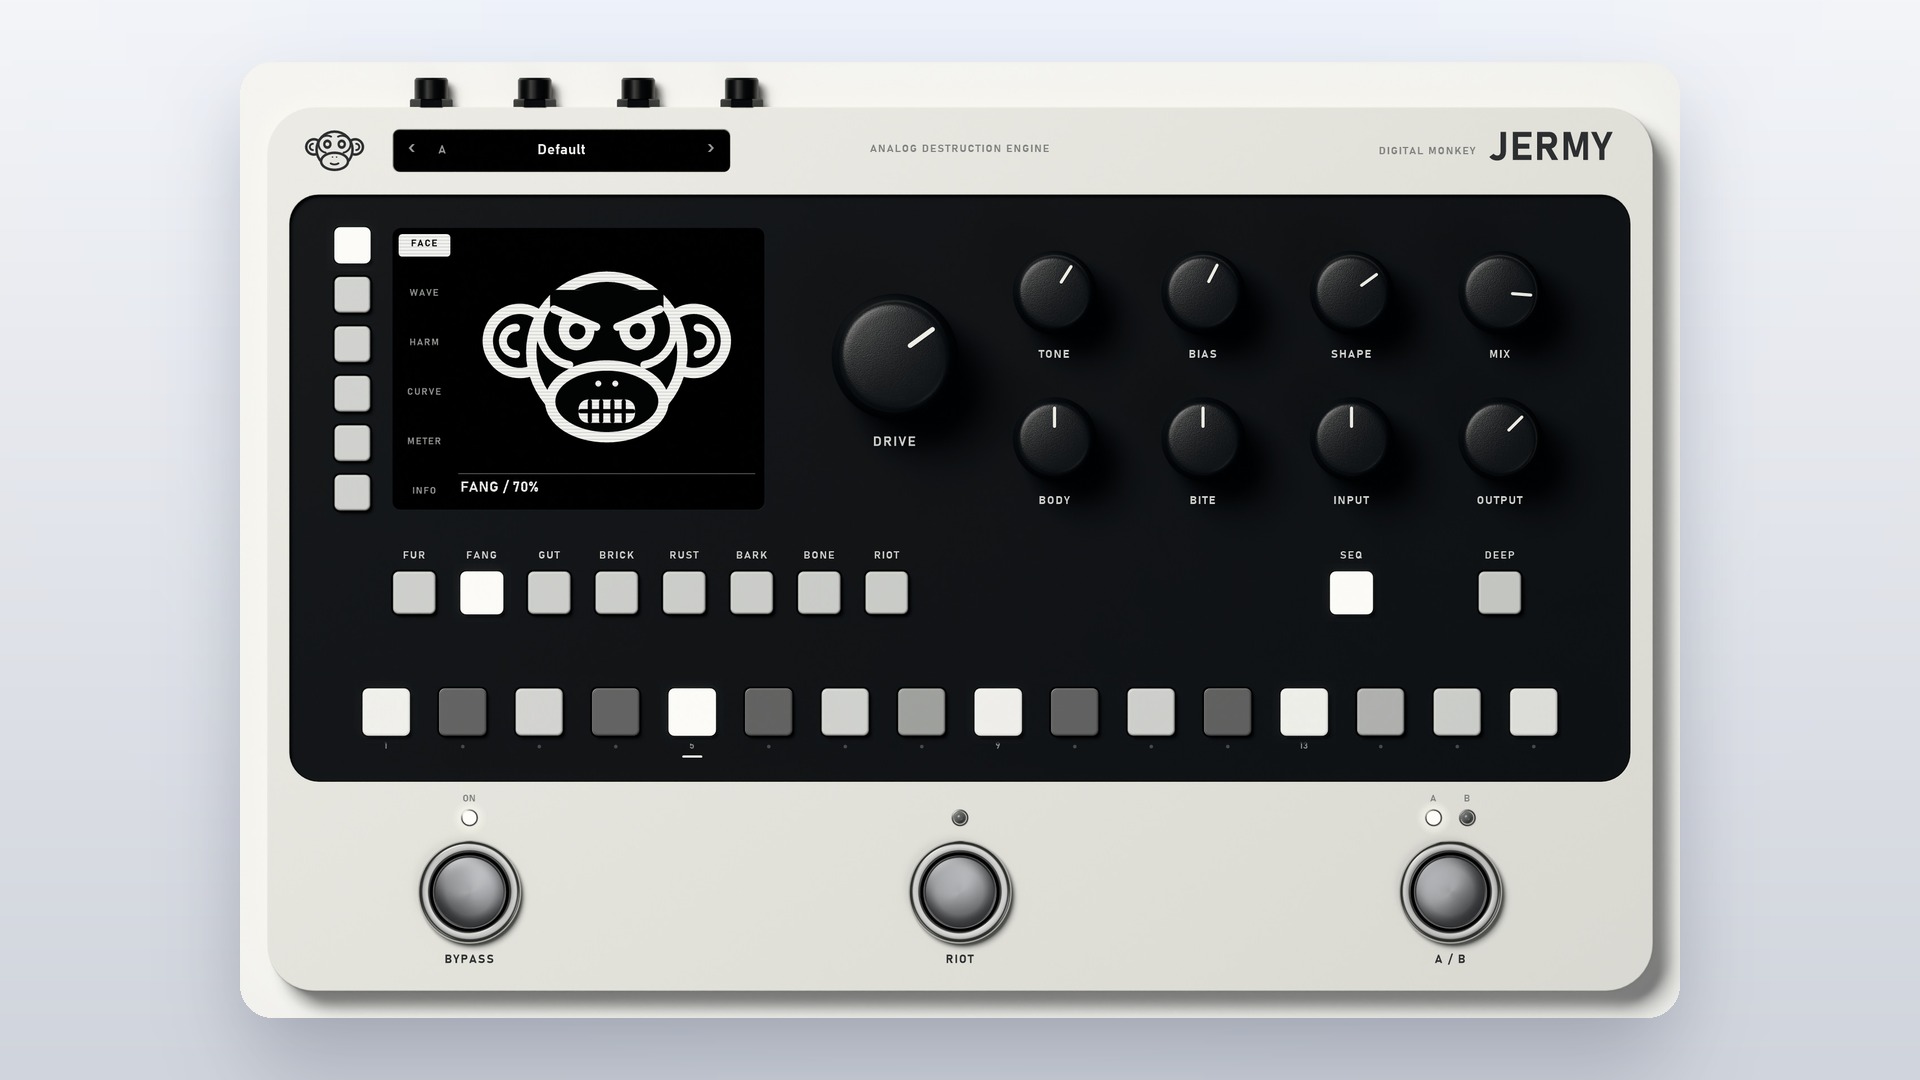 A Default
ANALOG DESTRUCTION ENGINE
DIGITAL MONKEY JERMY
FACE
WAVE
HARM
CURVE
METER
INFO
FANG / 70%
DRIVE
TONE BIAS SHAPE MIX
BODY BITE INPUT OUTPUT
FUR FANG GUT BRICK RUST BARK BONE RIOT
SEQ DEEP
1 5 9 13
ON
A B
BYPASS RIOT A / B